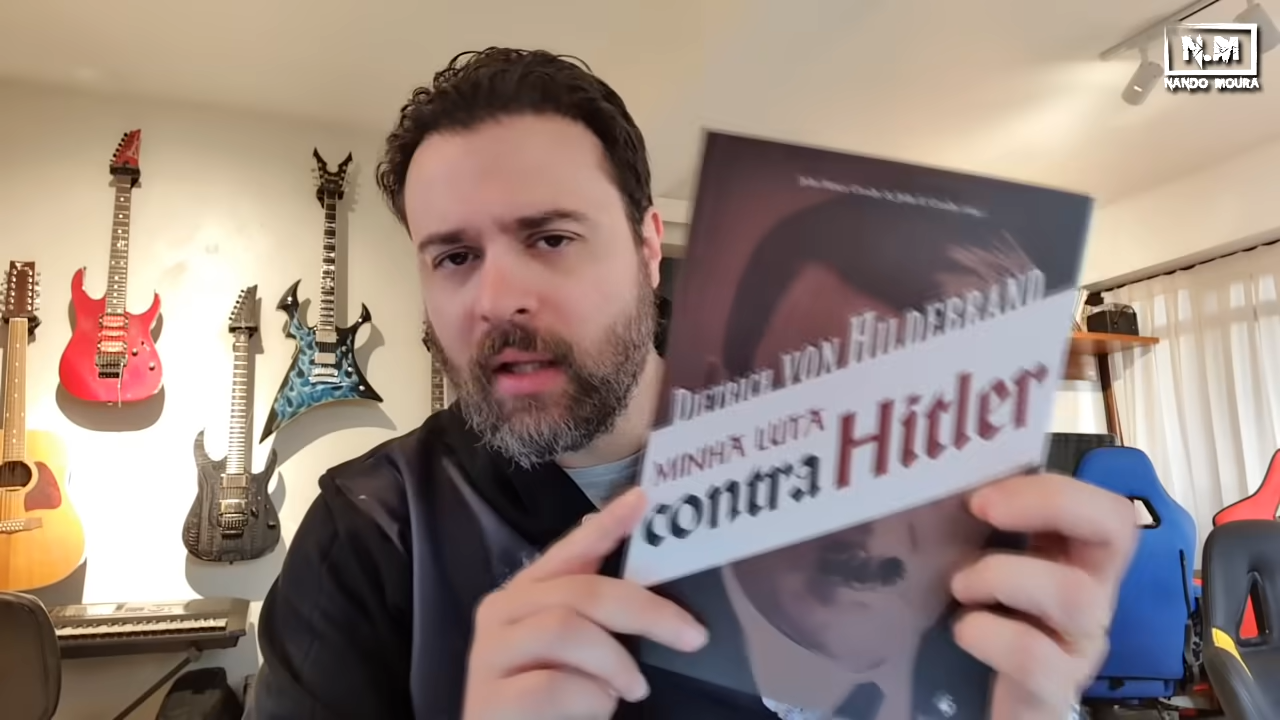 N.M
NANDO MOURA
DIETRICH VON HILDEBRAND
MINHA LUTA
contra Hitler